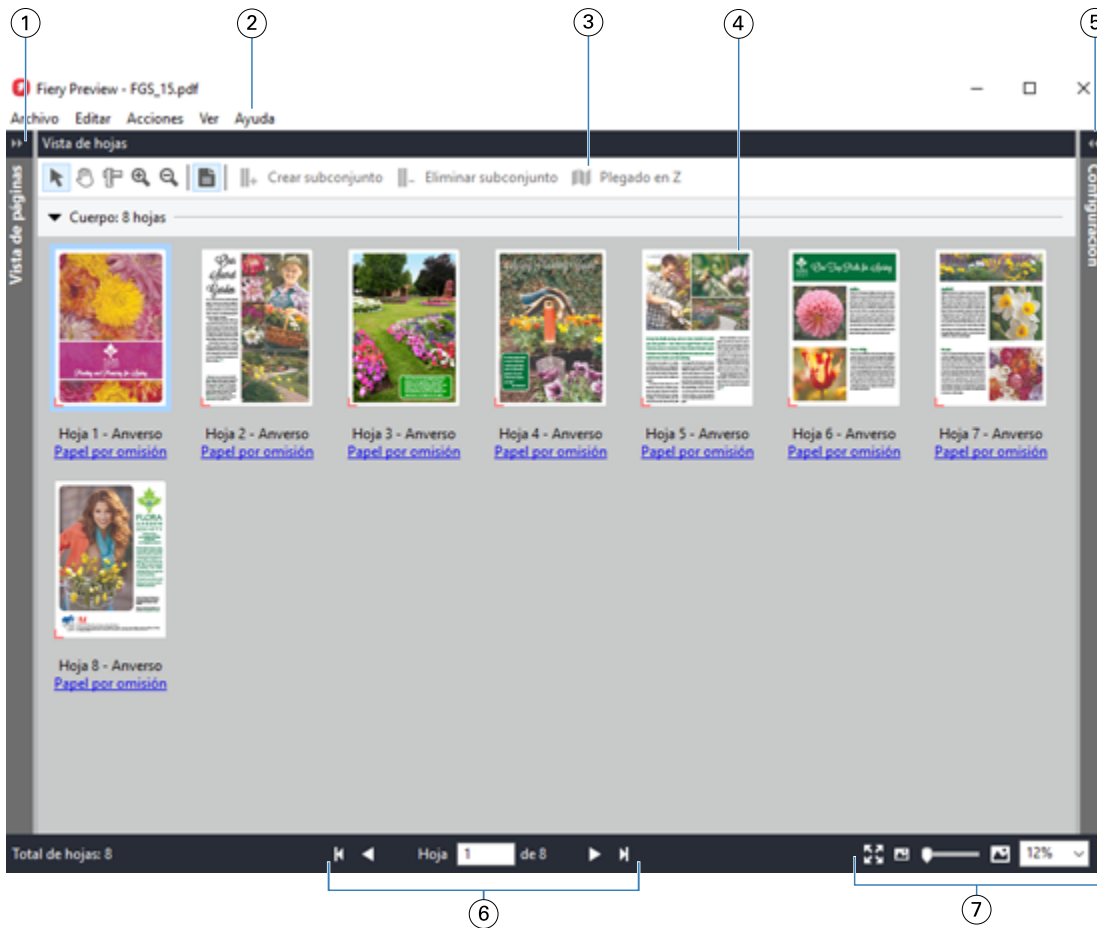 1
2
3
4
5
Fiery Preview - FGS_15.pdf
Archivo Editar Acciones Ver Ayuda
Vista de hojas
Vista de páginas
Configuración
Crear subconjunto Eliminar subconjunto Plegado en Z
Cuerpo: 8 hojas
Hoja 1 - Anverso
Papel por omisión
Hoja 2 - Anverso
Papel por omisión
Hoja 3 - Anverso
Papel por omisión
Hoja 4 - Anverso
Papel por omisión
Hoja 5 - Anverso
Papel por omisión
Hoja 6 - Anverso
Papel por omisión
Hoja 7 - Anverso
Papel por omisión
FLORA
Hoja 8 - Anverso
Papel por omisión
Total de hojas: 8
Hoja 1 de 8
12%
6
7